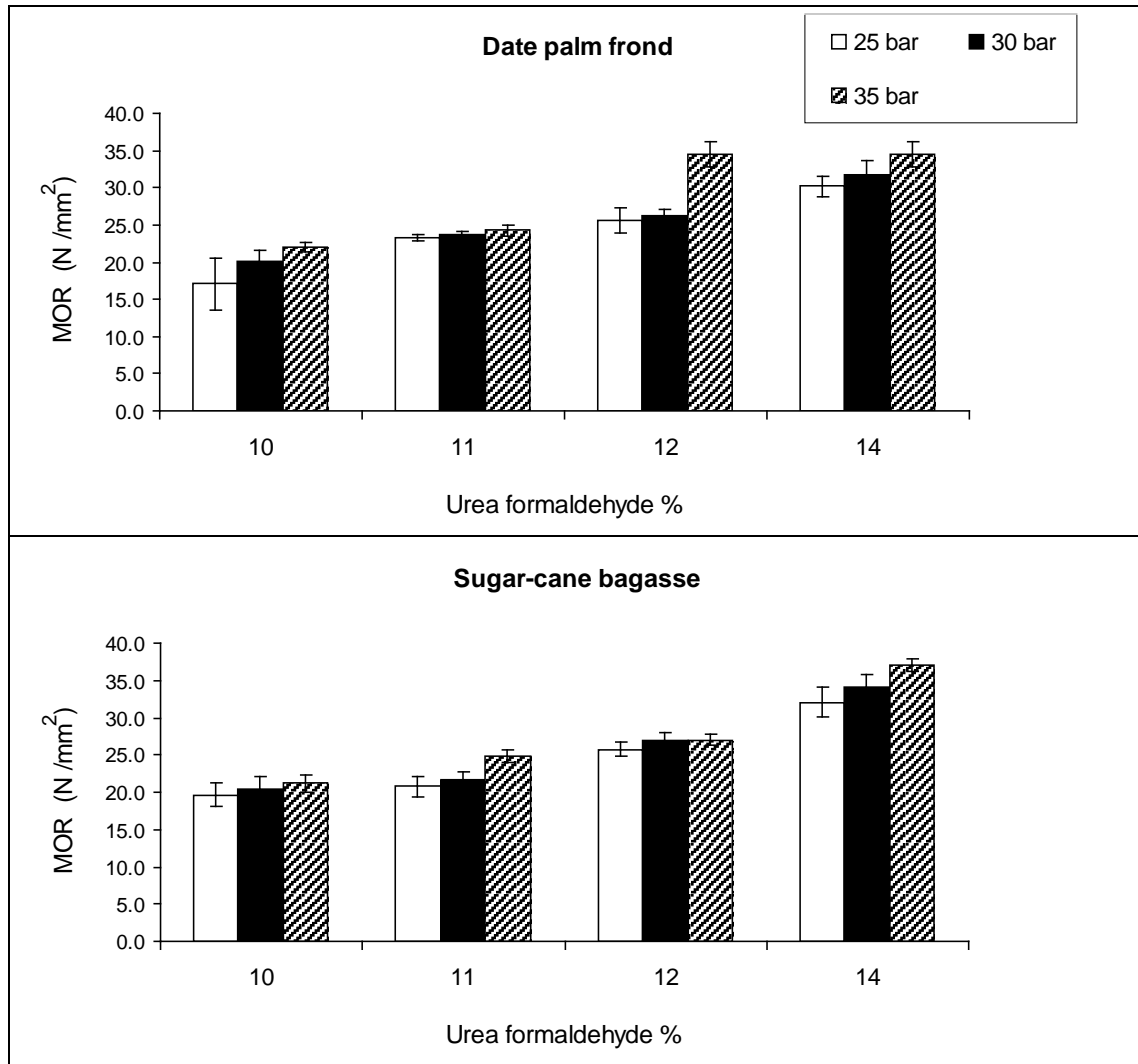 Date palm frond
25 bar 30 bar
35 bar
MOR (N /mm²)
40.0
35.0
30.0
25.0
20.0
15.0
10.0
5.0
0.0
10 11 12 14
Urea formaldehyde %
Sugar-cane bagasse
MOR (N /mm²)
40.0
35.0
30.0
25.0
20.0
15.0
10.0
5.0
0.0
10 11 12 14
Urea formaldehyde %